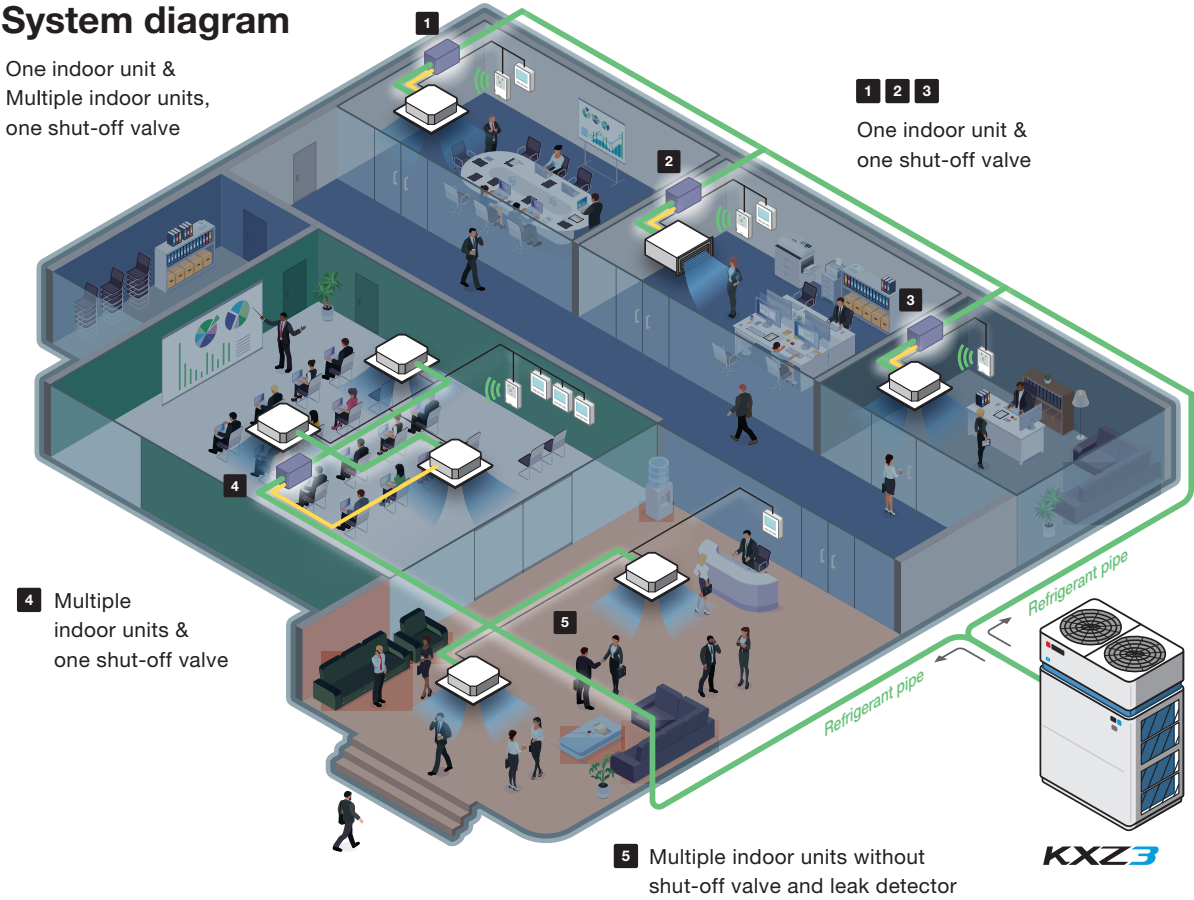 System diagram
One indoor unit &
Multiple indoor units,
one shut-off valve
1
1 2 3
One indoor unit &
one shut-off valve
2
3
4
4 Multiple
indoor units &
one shut-off valve
5
Refrigerant pipe
Refrigerant pipe
KXZ3
5 Multiple indoor units without
shut-off valve and leak detector